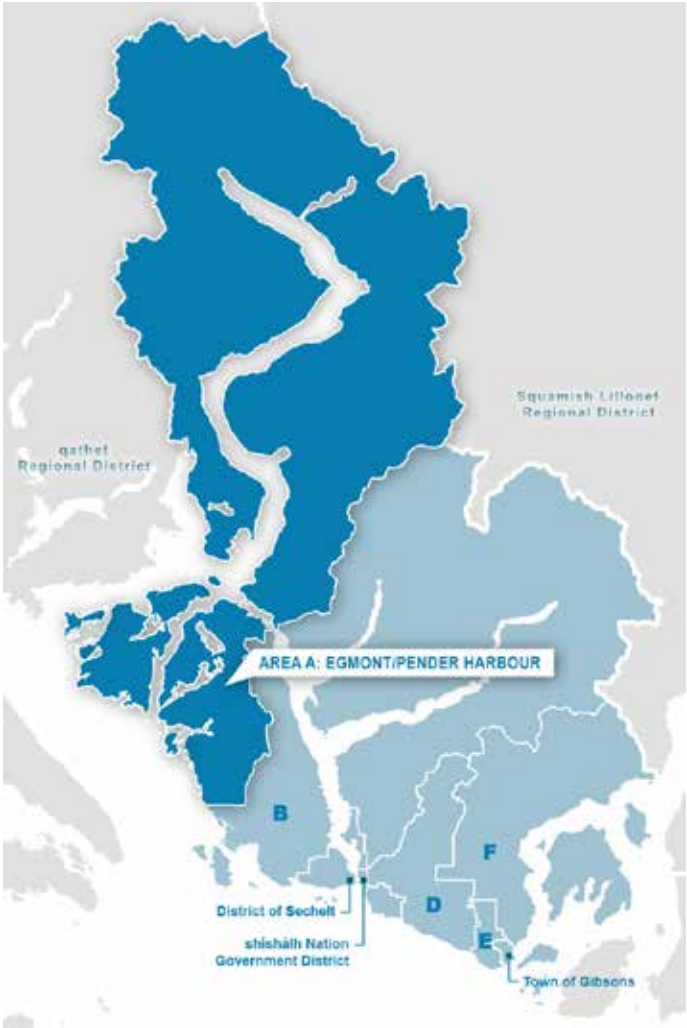 Squamish Lillooet
Regional District
qathet
Regional District
AREA A: EGMONT/PENDER HARBOUR
B
F
D
District of Sechelt
E
shíshálh Nation
Government District
Town of Gibsons